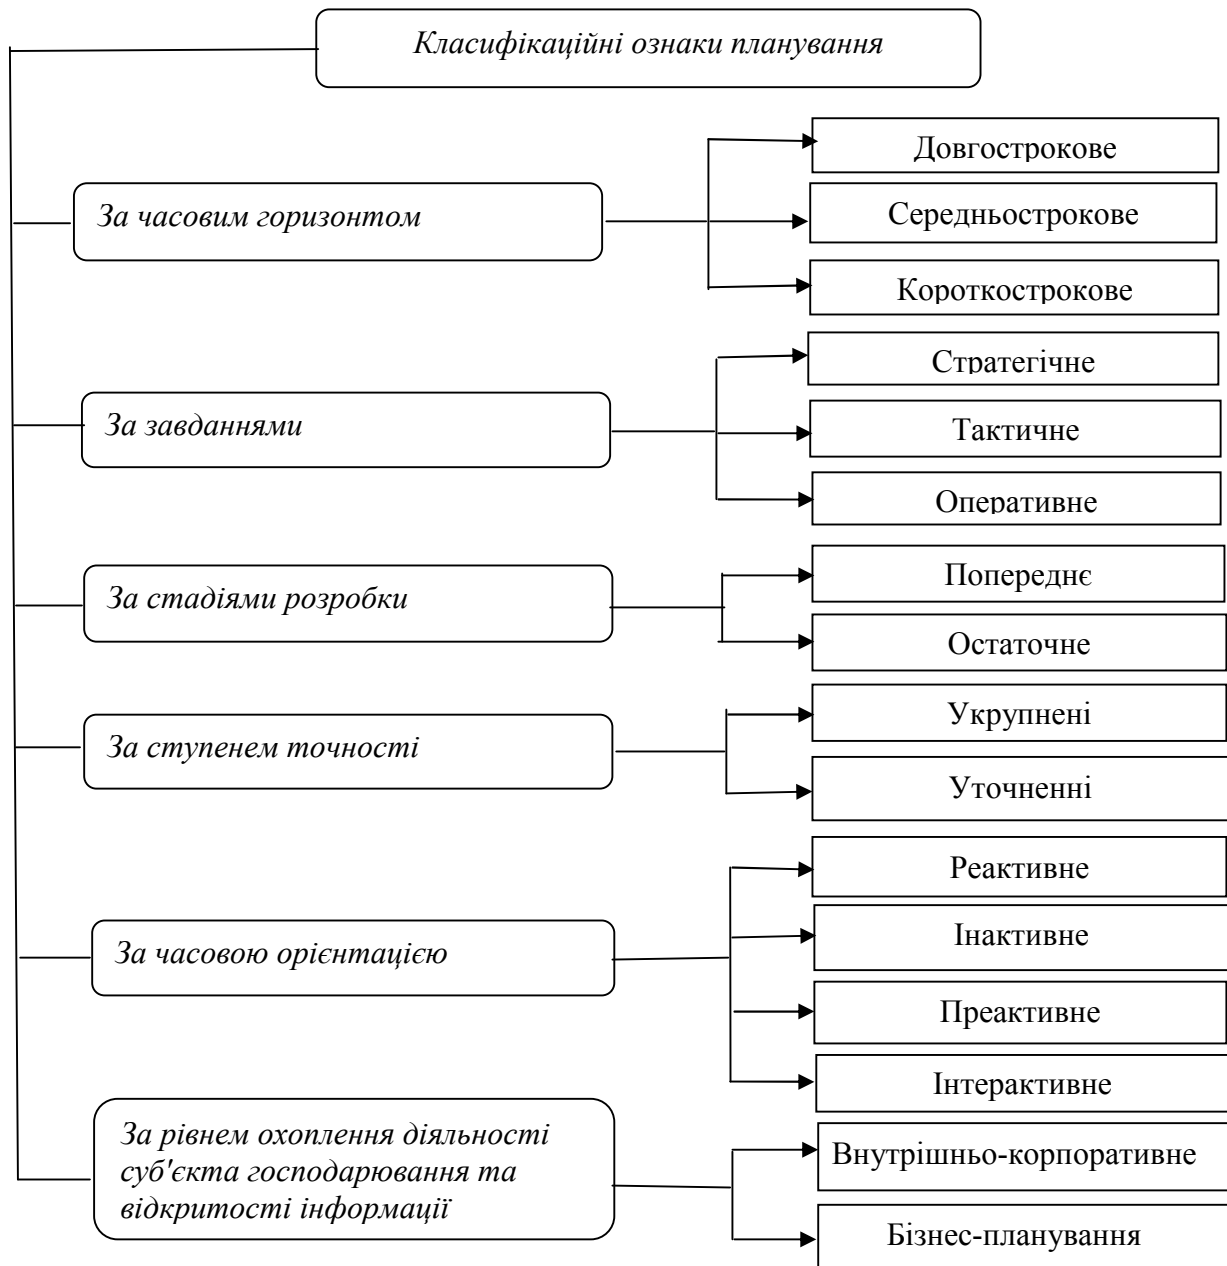 Класифікаційні ознаки планування
За часовим горизонтом
Довгострокове
Середньострокове
Короткострокове
За завданнями
Стратегічне
Тактичне
Оперативне
За стадіями розробки
Попереднє
Остаточне
За ступенем точності
Укрупнені
Уточненні
За часовою орієнтацією
Реактивне
Інактивне
Преактивне
Інтерактивне
За рівнем охоплення діяльності
суб'єкта господарювання та
відкритості інформації
Внутрішньо-корпоративне
Бізнес-планування